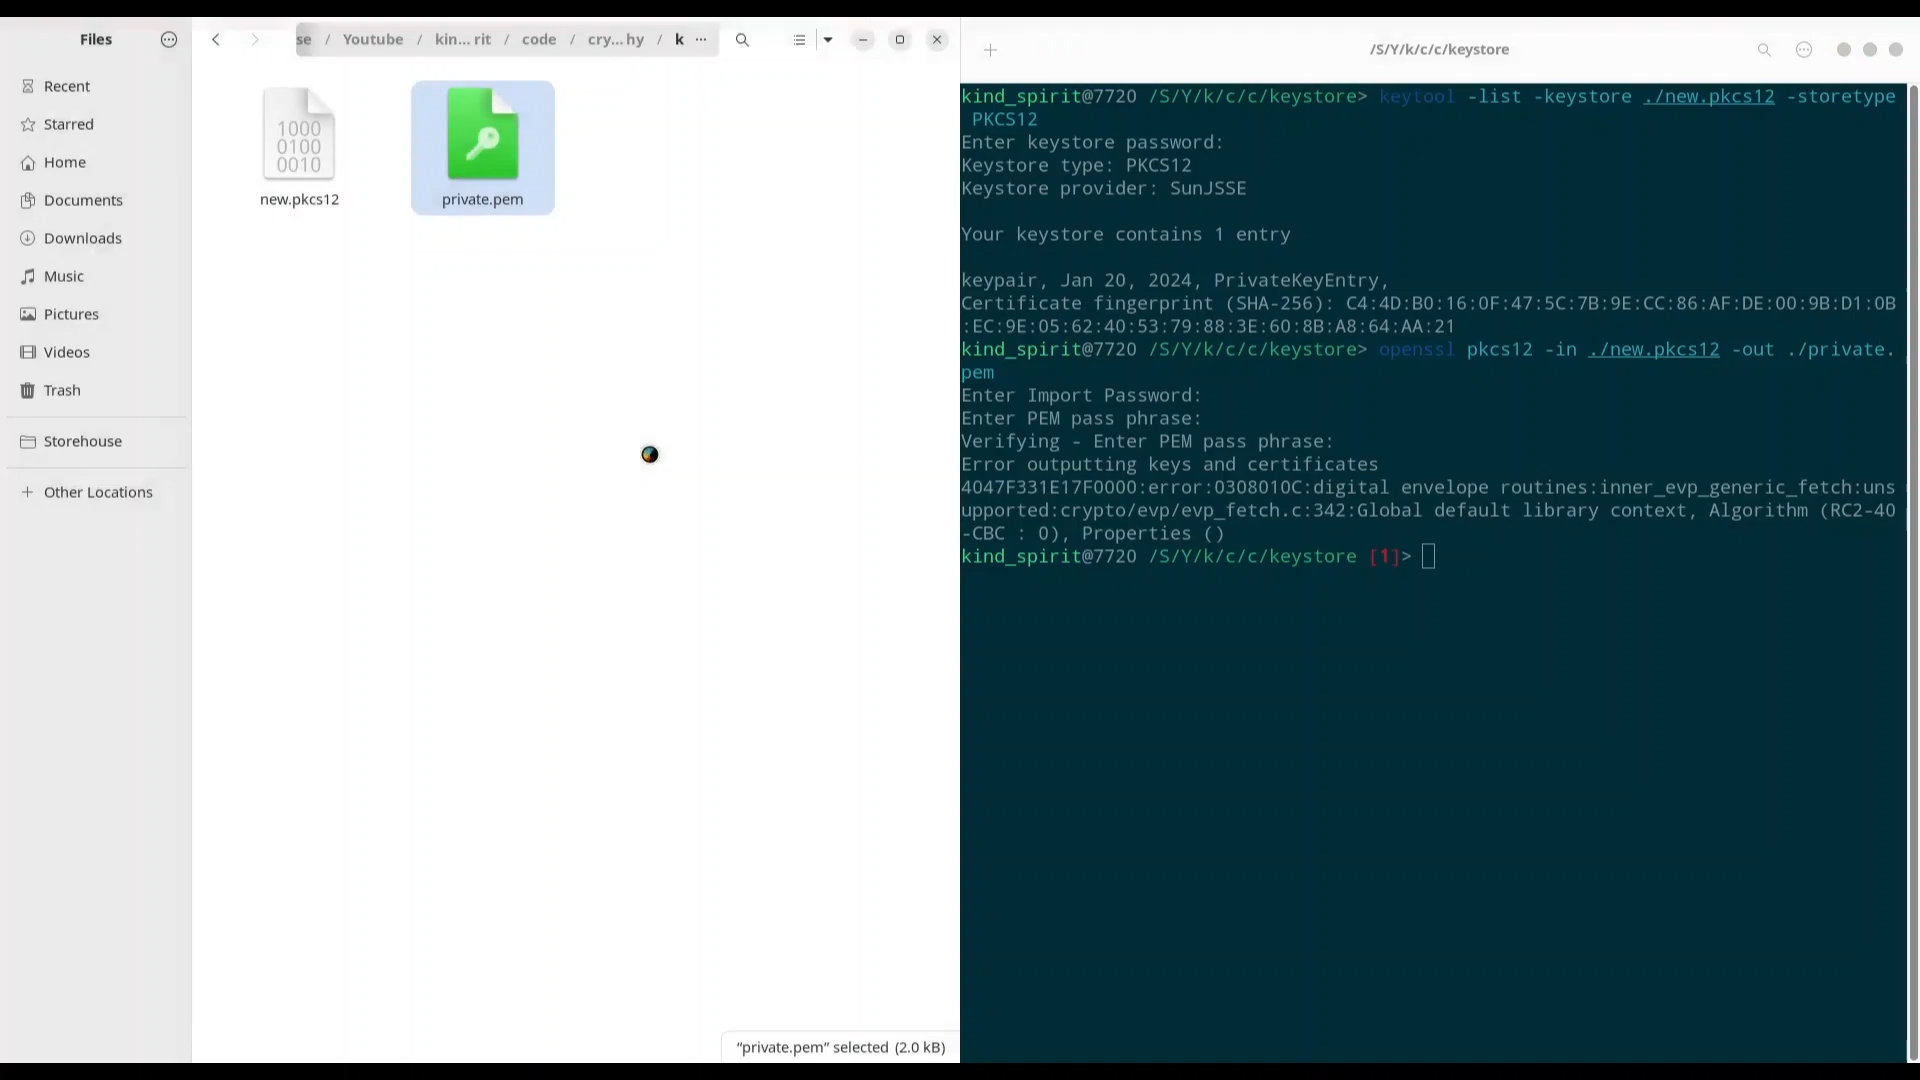 Files
Recent
Starred
Home
Documents
Downloads
Music
Pictures
Videos
Trash
Storehouse
Other Locations
se / Youtube / kin... rit / code / cry...hy / k ...
1000
0100
0010
new.pkcs12
private.pem
“private.pem” selected (2.0 kB)
/S/Y/k/c/c/keystore
kind_spirit@7720 /S/Y/k/c/c/keystore> keytool -list -keystore ./new.pkcs12 -storetype
PKCS12
Enter keystore password:
Keystore type: PKCS12
Keystore provider: SunJSSE
Your keystore contains 1 entry
keypair, Jan 20, 2024, PrivateKeyEntry,
Certificate fingerprint (SHA-256): C4:4D:B0:16:0F:47:5C:7B:9E:CC:86:AF:DE:00:9B:D1:0B
:EC:9E:05:62:40:53:79:88:3E:60:8B:A8:64:AA:21
kind_spirit@7720 /S/Y/k/c/c/keystore> openssl pkcs12 -in ./new.pkcs12 -out ./private.
pem
Enter Import Password:
Enter PEM pass phrase:
Verifying - Enter PEM pass phrase:
Error outputting keys and certificates
4047F331E17F0000:error:0308010C:digital envelope routines:inner_evp_generic_fetch:uns
upported:crypto/evp/evp_fetch.c:342:Global default library context, Algorithm (RC2-40
-CBC : 0), Properties ()
kind_spirit@7720 /S/Y/k/c/c/keystore [1]>